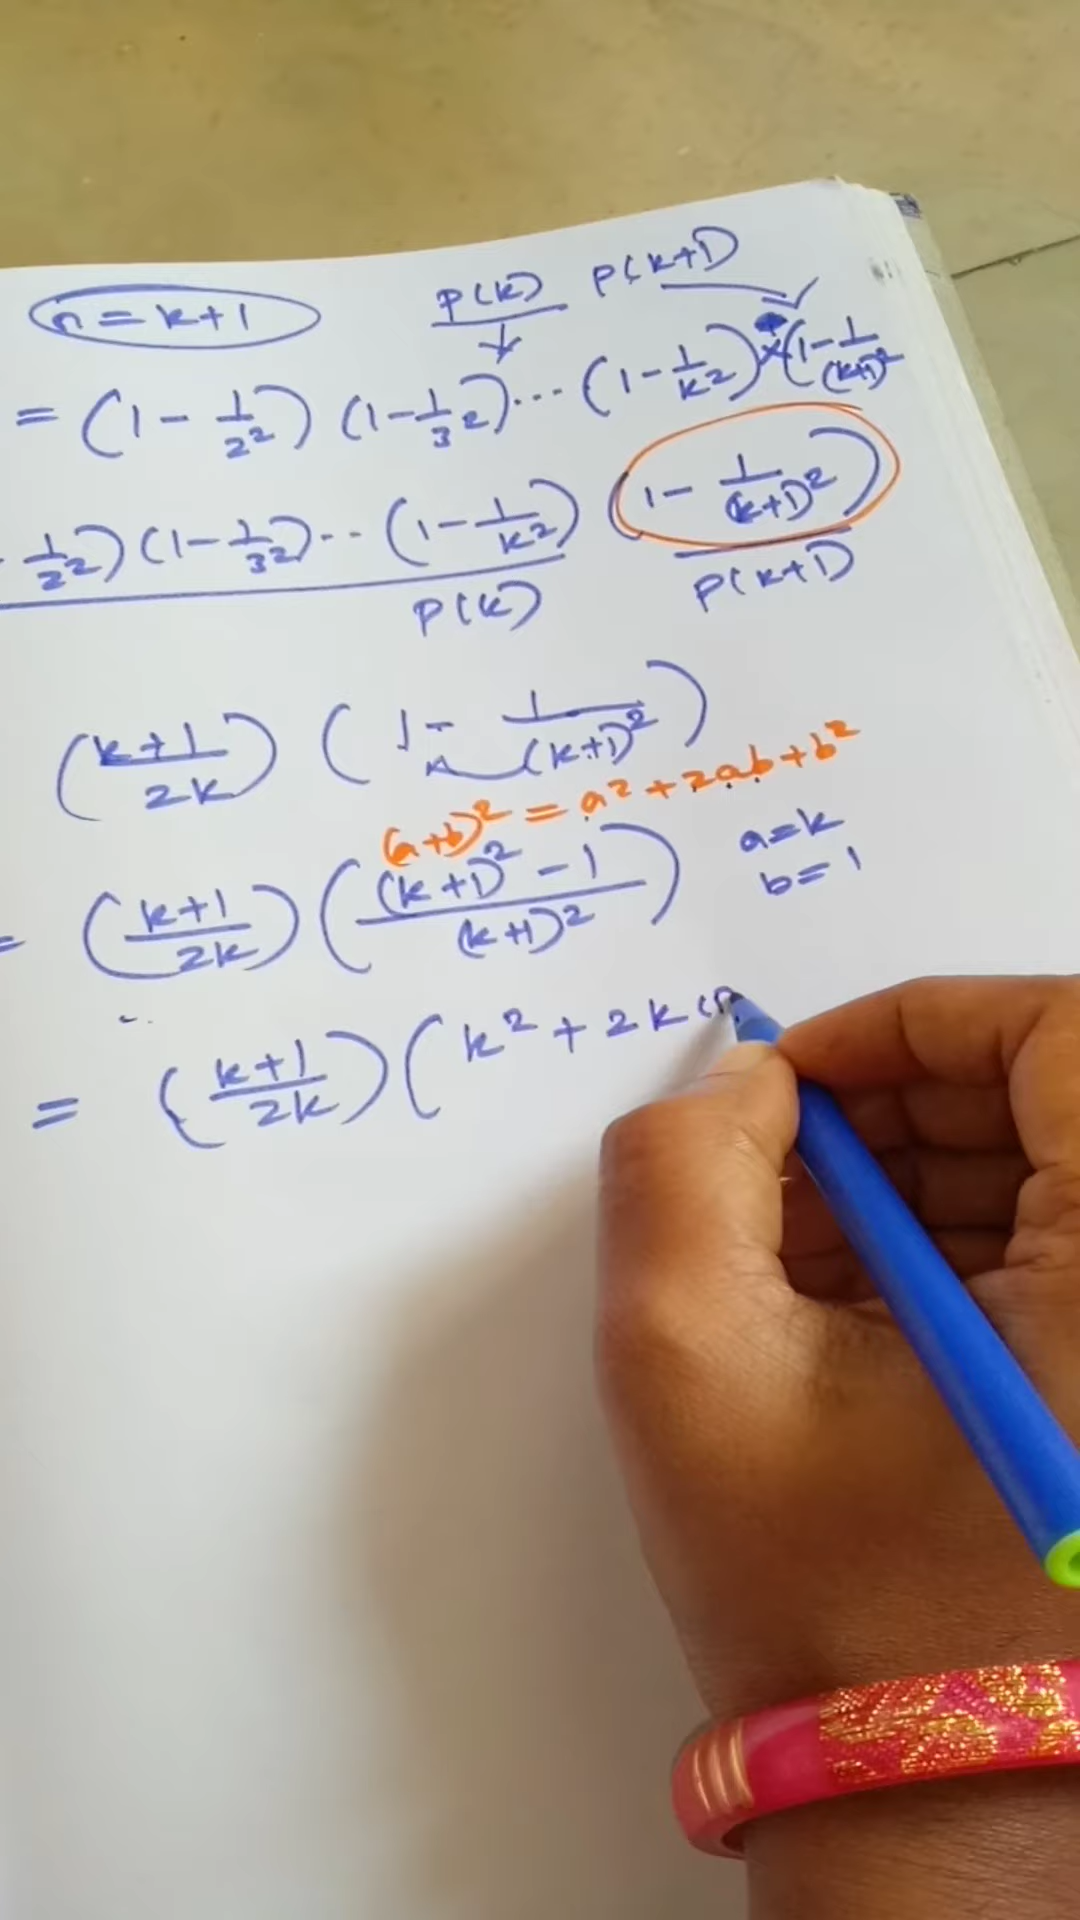 n = k+1 P(k) P(k+1)
= (1 - 1/2²) (1 - 1/3²) ... (1 - 1/k²) × (1 - 1/(k+1)²
- 1/2²) (1 - 1/3²) ... (1 - 1/k²) (1 - 1/(k+1)²)
P(k) P(k+1)
(k+1/2k) (1 - 1/(k+1)²)
(a+b)² = a² + 2ab + b²
= (k+1/2k) ((k+1)² - 1/(k+1)²) a=k
b=1
= (k+1/2k) (k² + 2k(